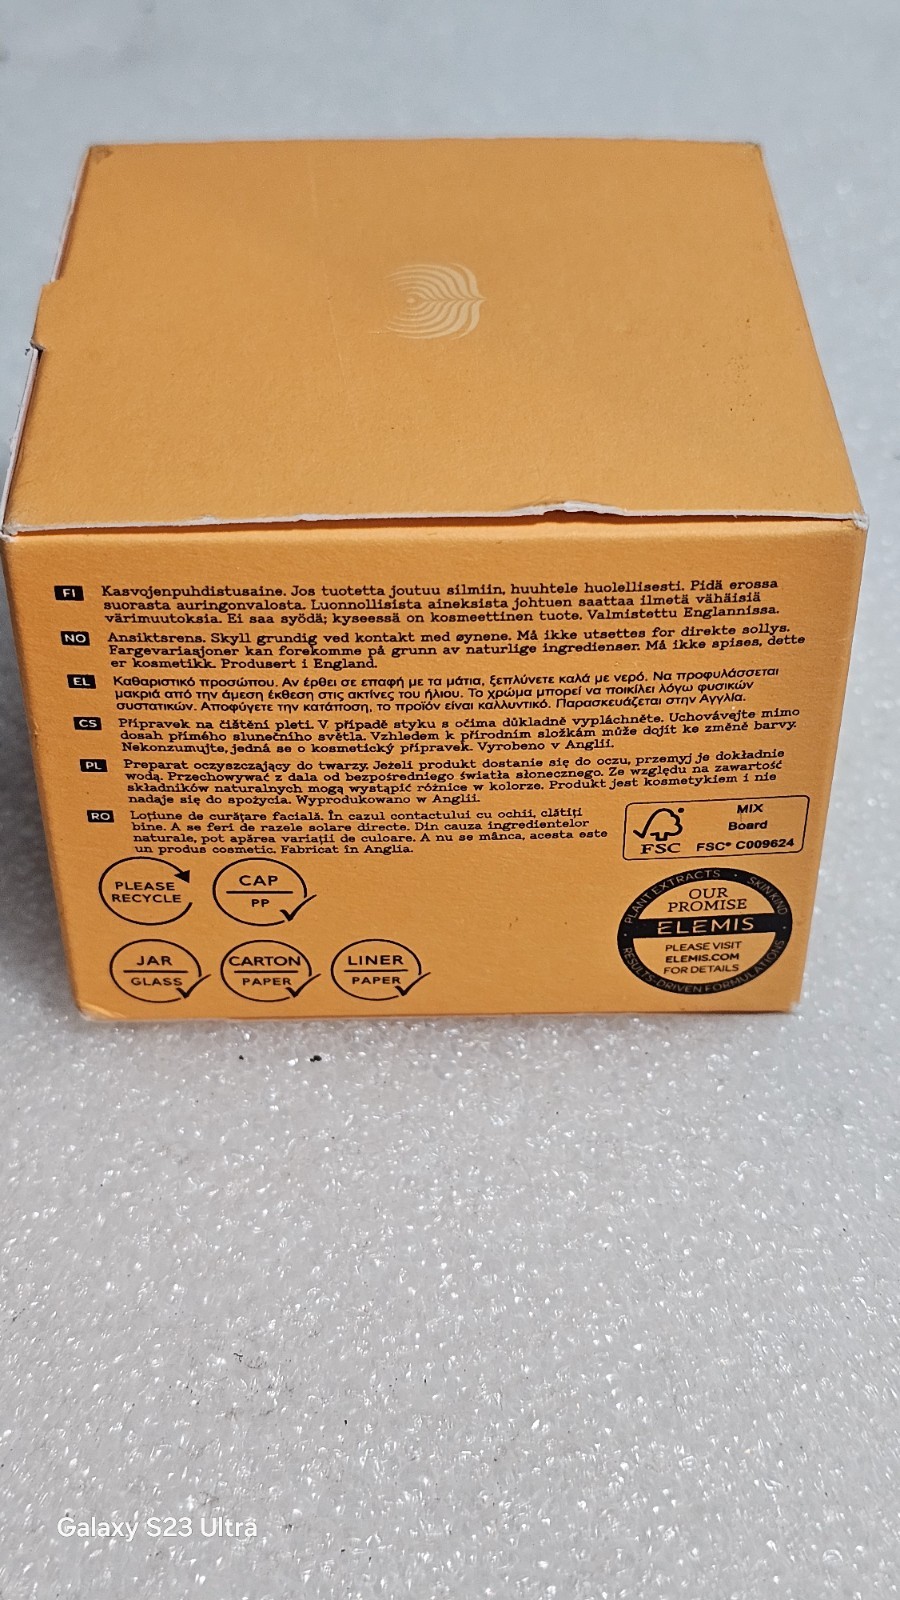 FI Kasvojenpuhdistusaine. Jos tuotetta joutuu silmiin, huuhtele huolellisesti. Pidä erossa
suorasta auringonvalosta. Luonnollisista aineksista johtuen saattaa ilmetä vähäisiä
värimuutoksia. Ei saa syödä; kyseessä on kosmeettinen tuote. Valmistettu Englannissa.
NO Ansiktsrens. Skyll grundig ved kontakt med øynene. Må ikke utsettes for direkte sollys.
Fargevariasjoner kan forekomme på grunn av naturlige ingredienser. Må ikke spises, dette
er kosmetikk. Produsert i England.
EL Καθαριστικό προσώπου. Αν έρθει σε επαφή με τα μάτια, ξεπλύνετε καλά με νερό. Να προφυλάσσεται
μακριά από την άμεση έκθεση στις ακτίνες του ήλιου. Το χρώμα μπορεί να ποικίλει λόγω φυσικών
συστατικών. Αποφύγετε την κατάποση, το προϊόν είναι καλλυντικό. Παρασκευάζεται στην Αγγλία.
CS Přípravek na čištění pleti. V případě styku s očima důkladně vypláchněte. Uchovávejte mimo
dosah přímého slunečního světla. Vzhledem k přírodním složkám může dojít ke změně barvy.
Nekonzumujte, jedná se o kosmetický přípravek. Vyrobeno v Anglii.
PL Preparat oczyszczający do twarzy. Jeżeli produkt dostanie się do oczu, przemyj je dokładnie
wodą. Przechowywać z dala od bezpośredniego światła słonecznego. Ze względu na zawartość
składników naturalnych mogą wystąpić różnice w kolorze. Produkt jest kosmetykiem i nie
nadaje się do spożycia. Wyprodukowano w Anglii.
RO Loțiune de curățare facială. În cazul contactului cu ochii, clătiți
bine. A se feri de razele solare directe. Din cauza ingredientelor
naturale, pot apărea variații de culoare. A nu se mânca, acesta este
un produs cosmetic. Fabricat în Anglia.
FSC
MIX
Board
FSC® C009624
PLEASE
RECYCLE
CAP
PP
JAR
GLASS
CARTON
PAPER
LINER
PAPER
PLANT EXTRACTS • SKIN KIND
OUR
PROMISE
ELEMIS
PLEASE VISIT
ELEMIS.COM
FOR DETAILS
RESULTS-DRIVEN FORMULATIONS
Galaxy S23 Ultra